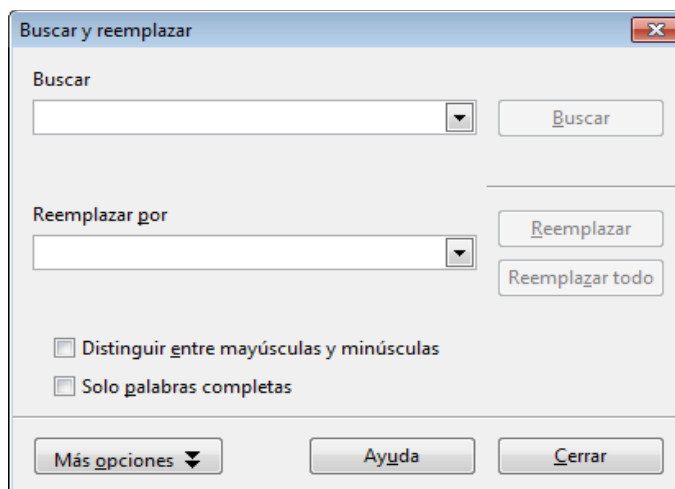 Buscar y reemplazar
Buscar
Buscar
Reemplazar por
Reemplazar
Reemplazar todo
Distinguir entre mayúsculas y minúsculas
Solo palabras completas
Más opciones
Ayuda
Cerrar